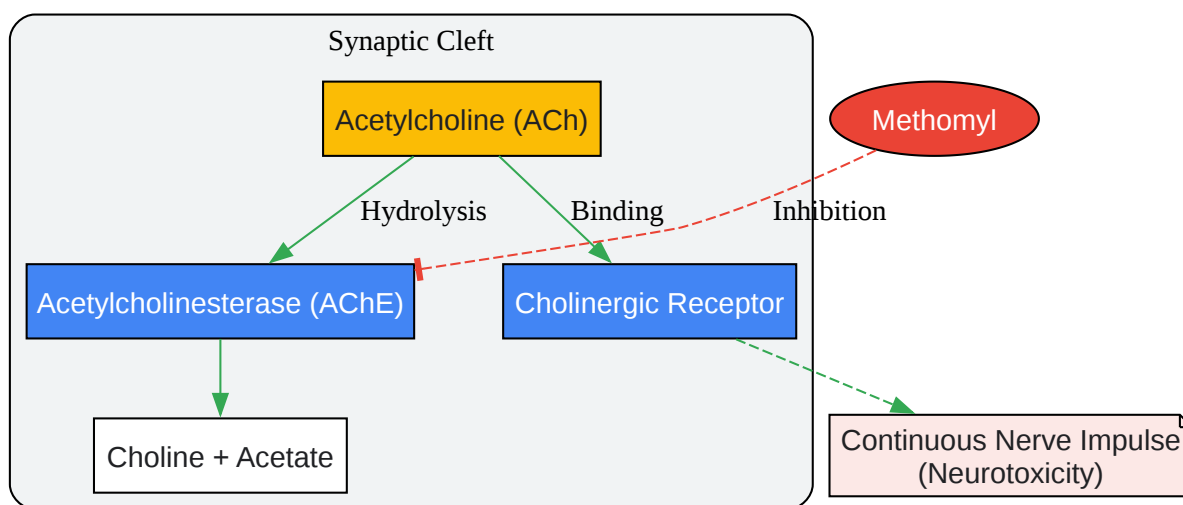 Synaptic Cleft
Acetylcholine (ACh)
Methomyl
Hydrolysis
Binding
Inhibition
Acetylcholinesterase (AChE)
Cholinergic Receptor
Choline + Acetate
Continuous Nerve Impulse
(Neurotoxicity)